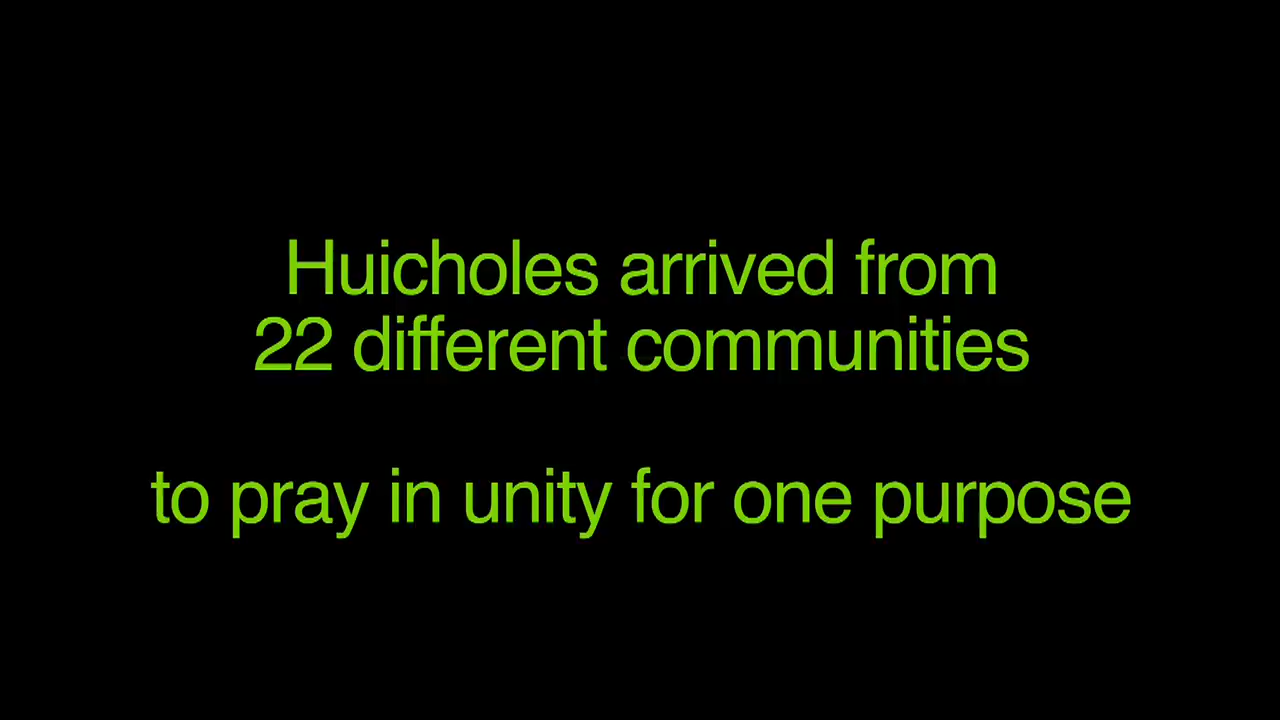 Huicholes arrived from
22 different communities
to pray in unity for one purpose